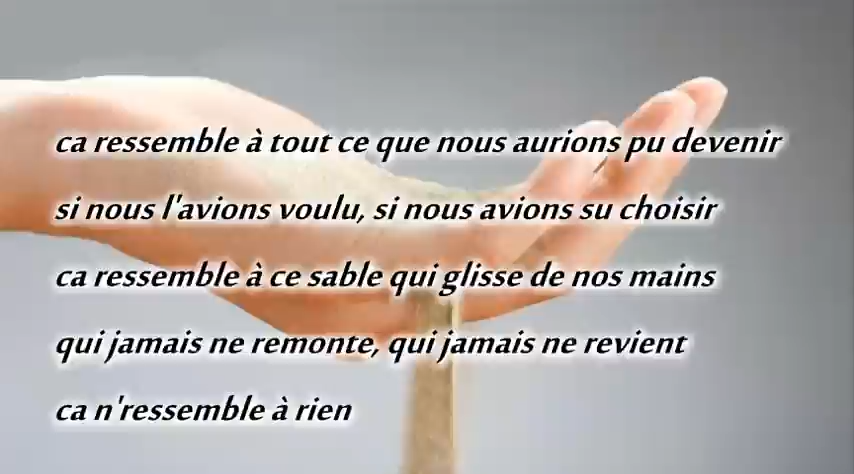 ca ressemble à tout ce que nous aurions pu devenir
si nous l'avions voulu, si nous avions su choisir
ca ressemble à ce sable qui glisse de nos mains
qui jamais ne remonte, qui jamais ne revient
ca n'ressemble à rien